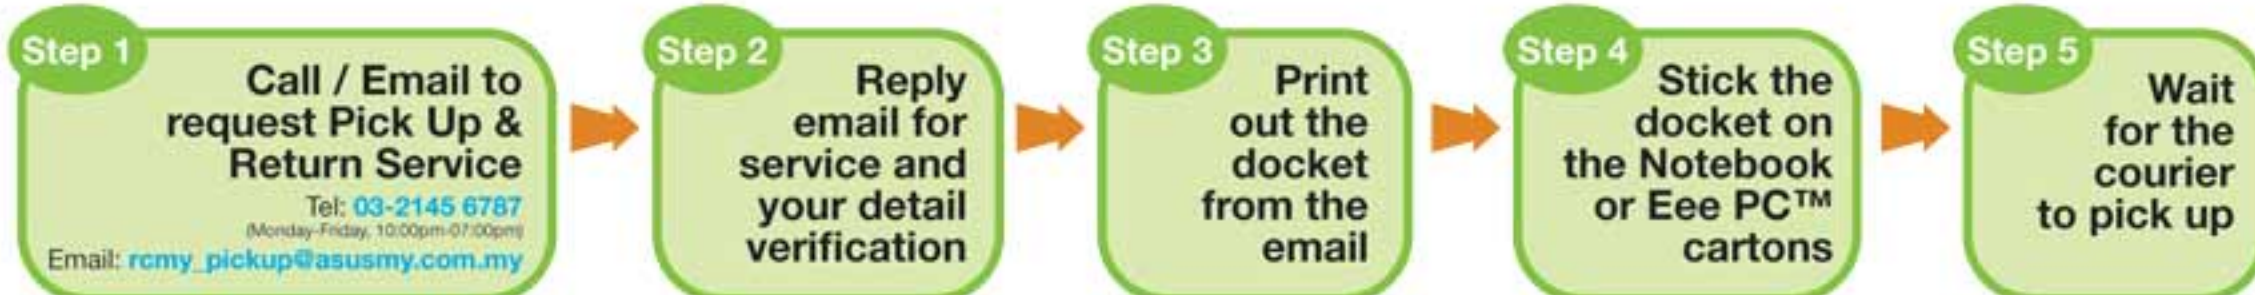 Step 1
Call / Email to
request Pick Up &
Return Service
Tel: 03-2145 6787
(Monday-Friday, 10:00pm-07:00pm)
Email: rcmy_pickup@asusmy.com.my
Step 2
Reply
email for
service and
your detail
verification
Step 3
Print
out the
docket
from the
email
Step 4
Stick the
docket on
the Notebook
or Eee PC™
cartons
Step 5
Wait
for the
courier
to pick up